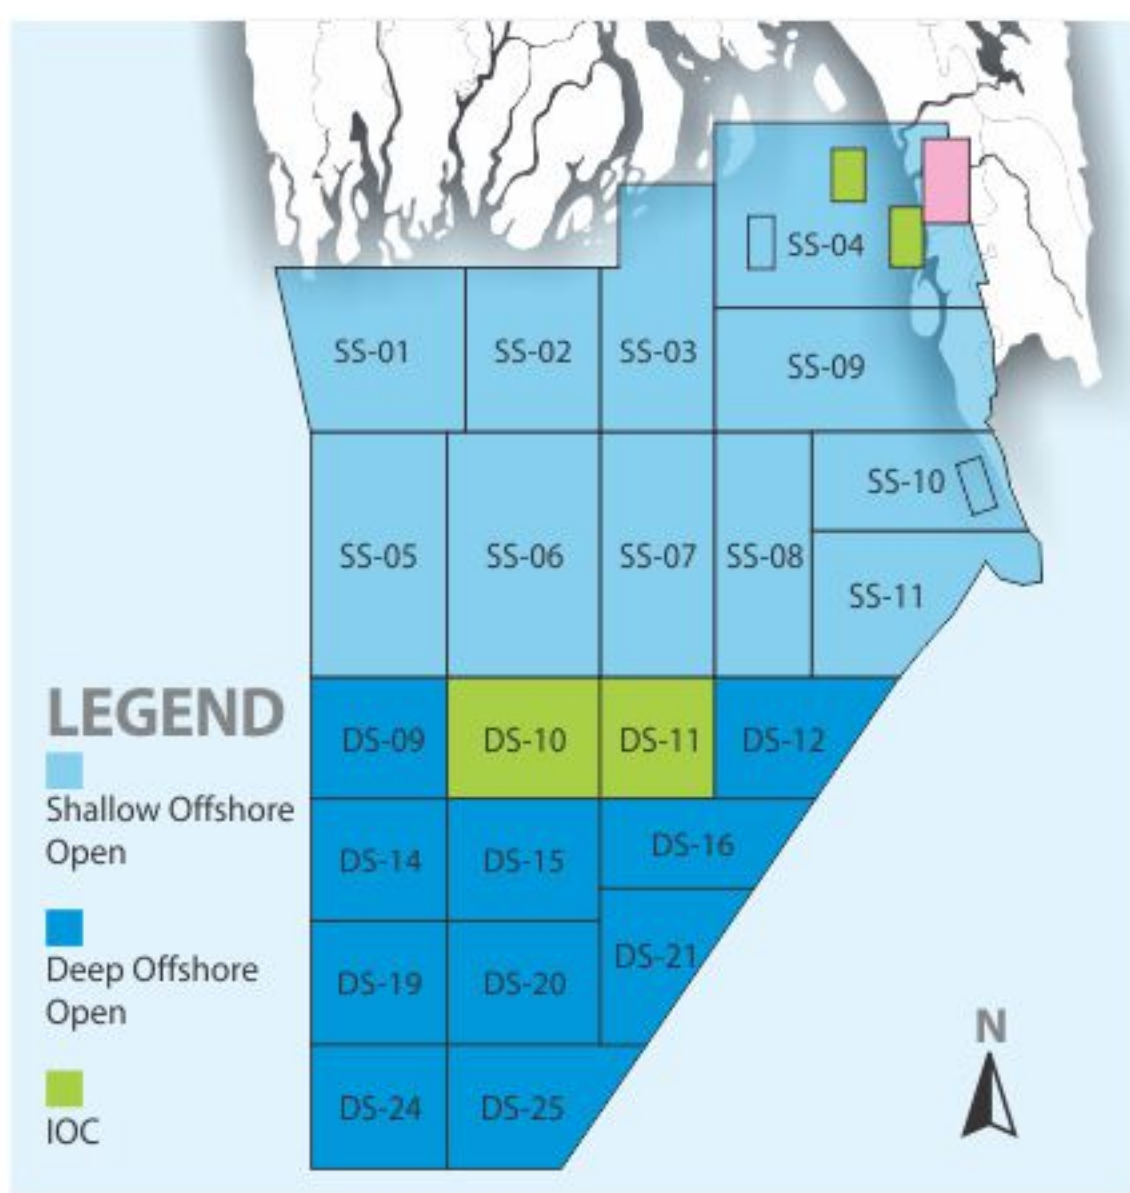 SS-04
SS-01
SS-02
SS-03
SS-09
SS-10
SS-05
SS-06
SS-07
SS-08
SS-11
LEGEND
Shallow Offshore
Open
Deep Offshore
Open
IOC
DS-09
DS-10
DS-11
DS-12
DS-14
DS-15
DS-16
DS-19
DS-20
DS-21
DS-24
DS-25
N